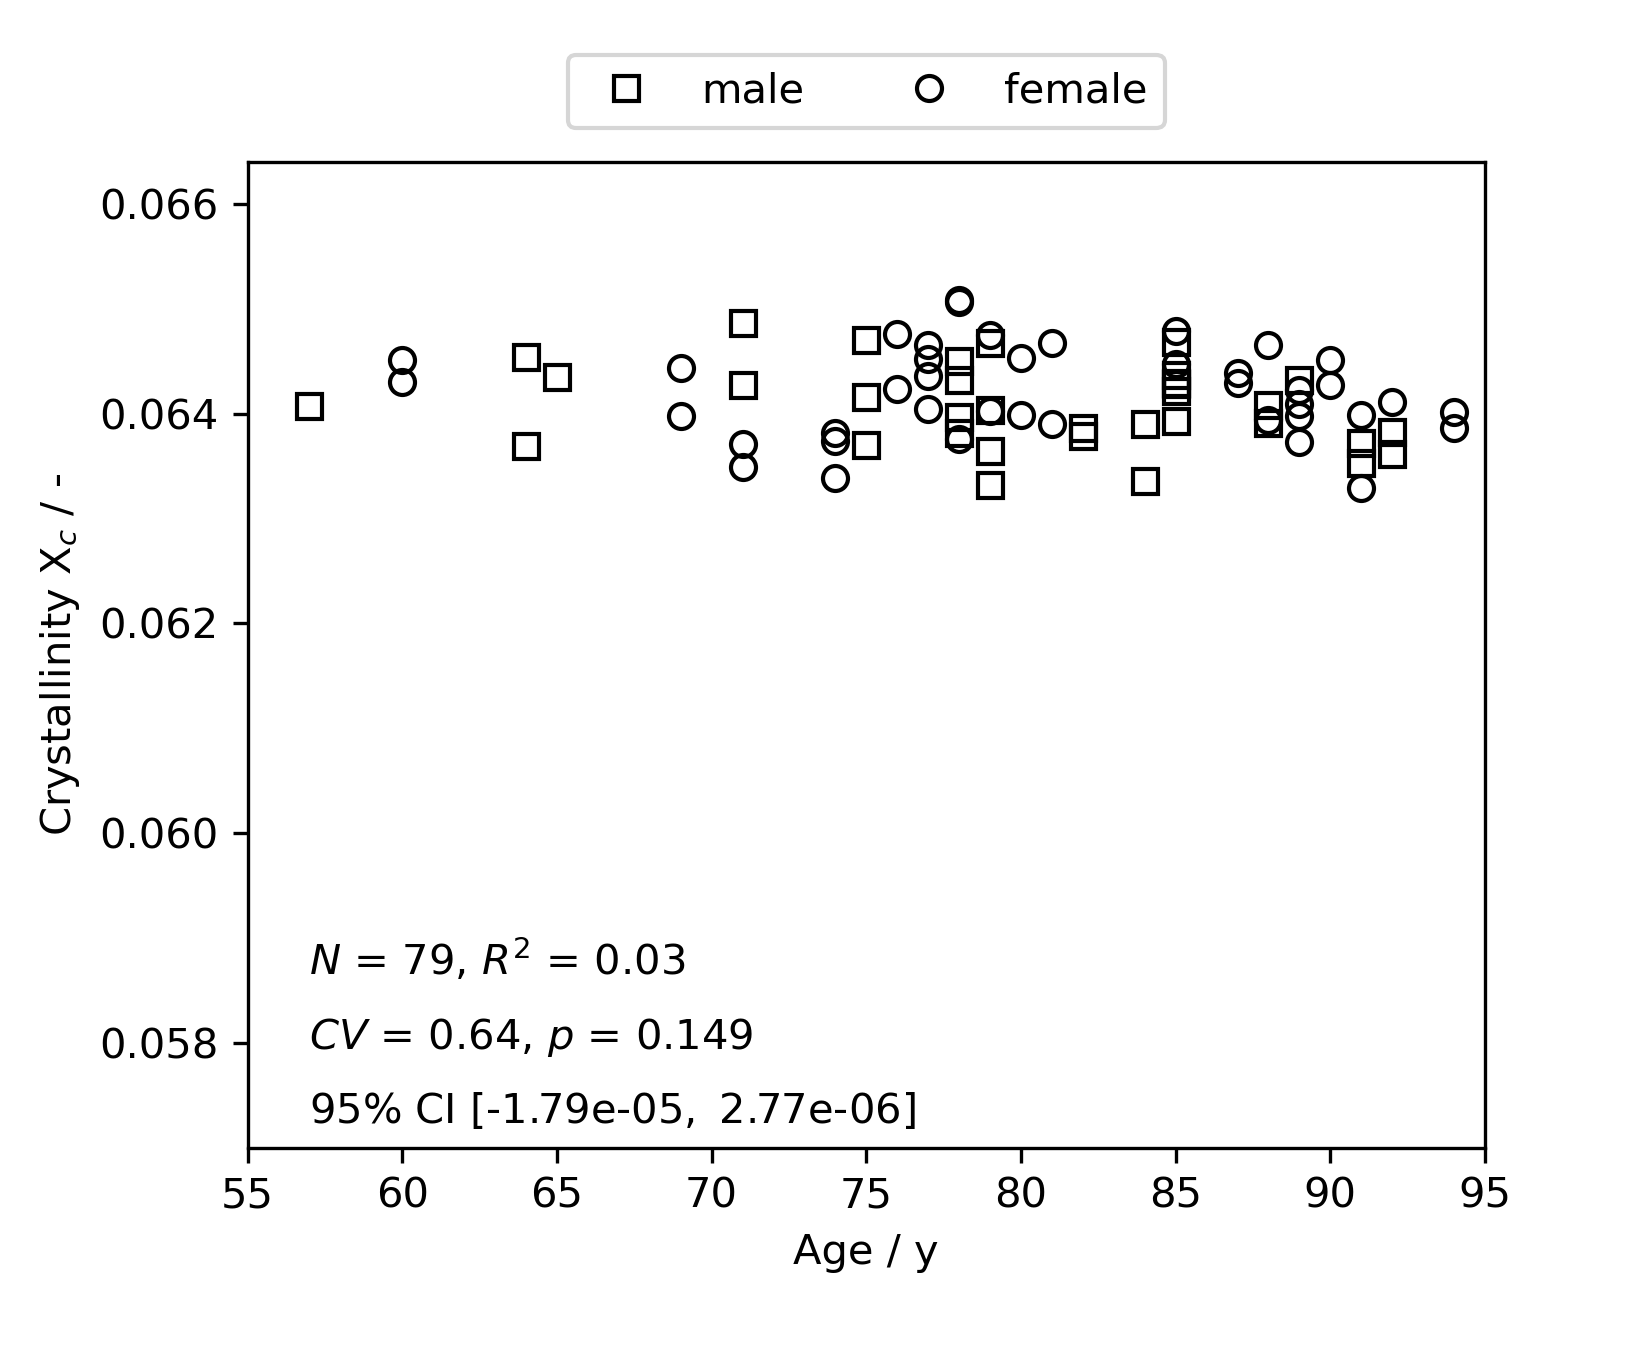 male female
0.066
0.064
0.062
0.060
0.058
Crystallinity X_c / -
N = 79, R² = 0.03
CV = 0.64, p = 0.149
95% CI [-1.79e-05, 2.77e-06]
55 60 65 70 75 80 85 90 95
Age / y